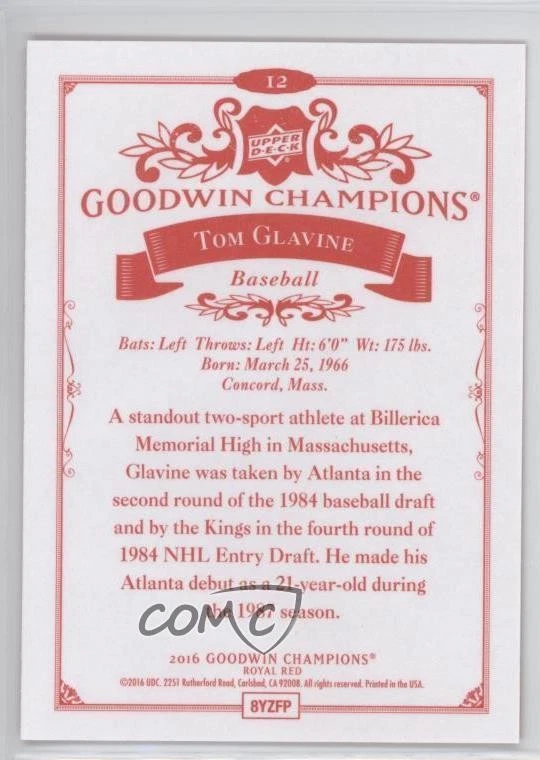 12
UPPER
D·E·C·K
GOODWIN CHAMPIONS®
TOM GLAVINE
Baseball
Bats: Left Throws: Left Ht: 6'0" Wt: 175 lbs.
Born: March 25, 1966
Concord, Mass.
A standout two-sport athlete at Billerica
Memorial High in Massachusetts,
Glavine was taken by Atlanta in the
second round of the 1984 baseball draft
and by the Kings in the fourth round of
1984 NHL Entry Draft. He made his
Atlanta debut as a 21-year-old during
the 1987 season.
COMC
2016 GOODWIN CHAMPIONS®
ROYAL RED
©2016 UDC. 2251 Rutherford Road, Carlsbad, CA 92008. All rights reserved. Printed in the USA.
8YZFP